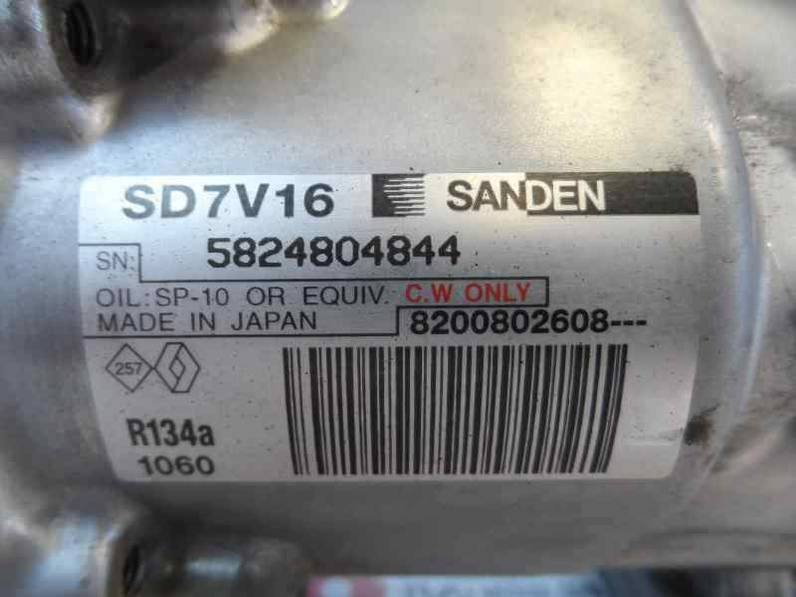 SD7V16 SANDEN
SN: 5824804844
OIL:SP-10 OR EQUIV. C.W ONLY
MADE IN JAPAN 8200802608---
257
R134a
1060